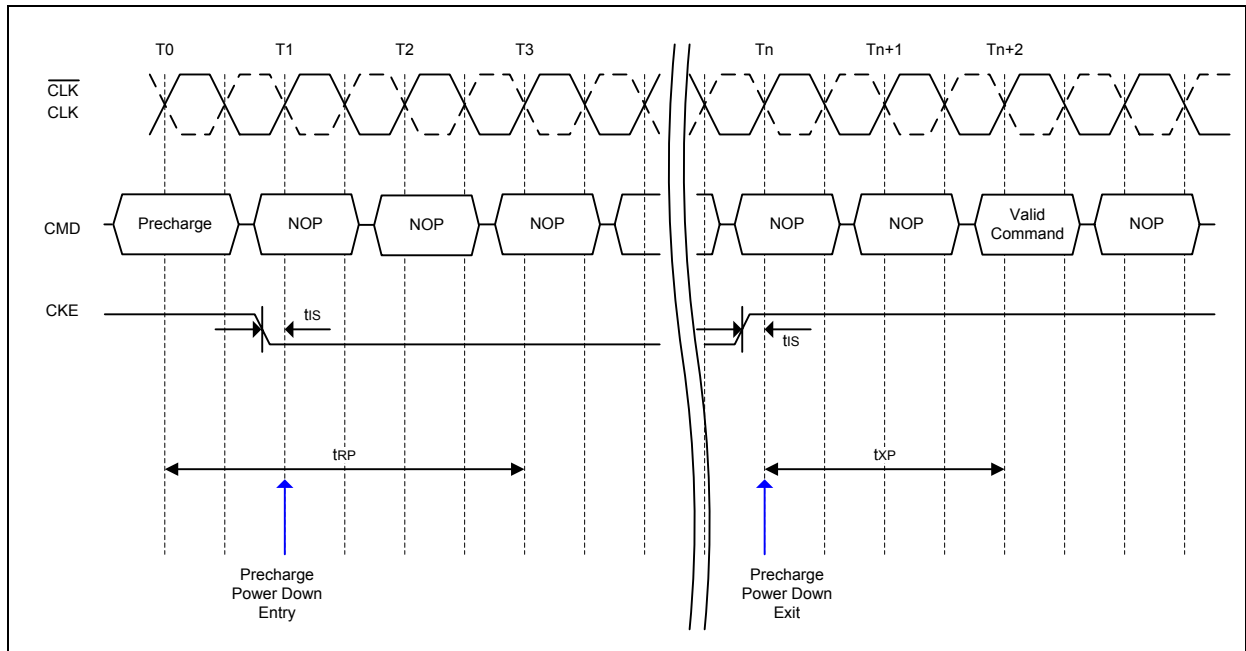 T0 T1 T2 T3 Tn Tn+1 Tn+2
CLK
CLK
CMD Precharge NOP NOP NOP NOP NOP Valid Command NOP
CKE
tIS
tIS
tRP
tXP
Precharge
Power Down
Entry
Precharge
Power Down
Exit